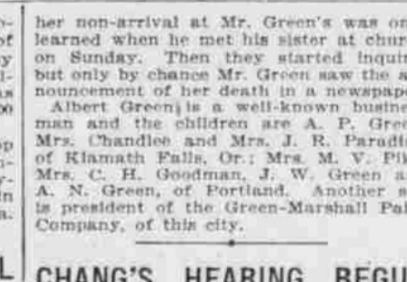 her non-arrival at Mr. Green's was on
learned when he met his sister at chur
on Sunday. Then they started inqui
but only by chance Mr. Green saw the a
nouncement of her death in a newspape
Albert Green is a well-known busine
man and the children are A. P. Gree
Mrs. Chandlee and Mrs. J. R. Paradi
of Klamath Falls, Or.; Mrs. M. V. Pik
Mrs. C. H. Goodman, J. W. Green a
A. N. Green, of Portland. Another s
is president of the Green-Marshall Pai
Company, of this city.
CHANG'S HEARING BEGU